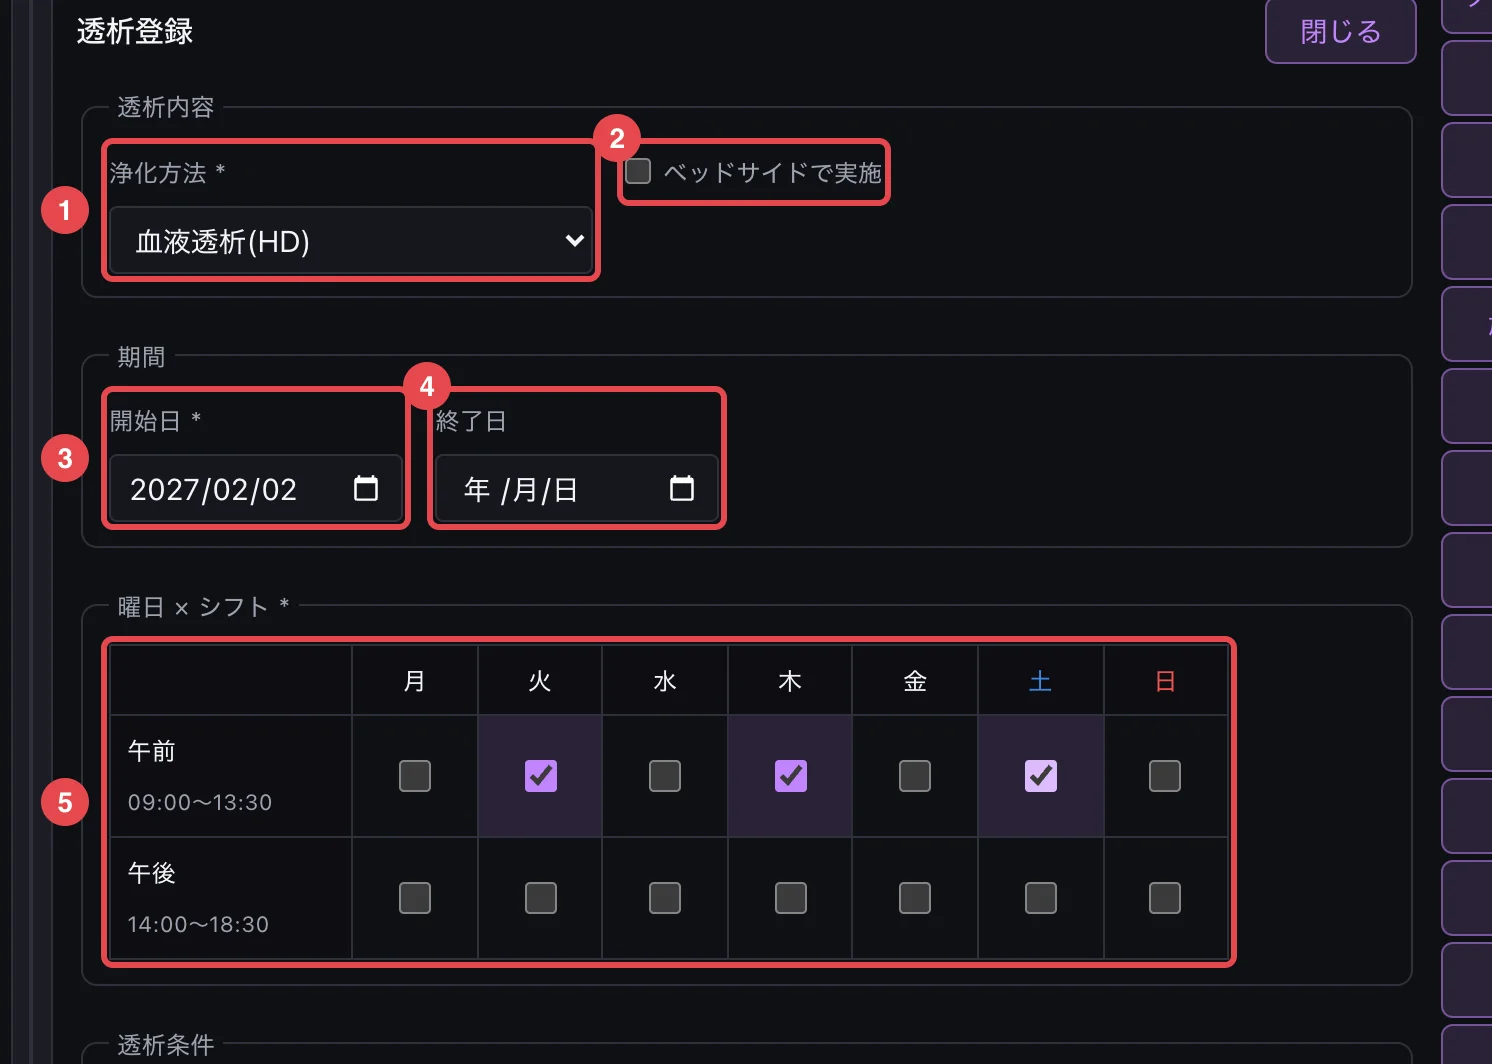 透析登録
閉じる
透析内容
2
浄化方法 *
ベッドサイドで実施
1
血液透析(HD)
期間
4
開始日 *
終了日
3
2027/02/02
年 /月/日
曜日 × シフト *
月 火 水 木 金 土 日
午前
09:00〜13:30
5
午後
14:00〜18:30
透析条件